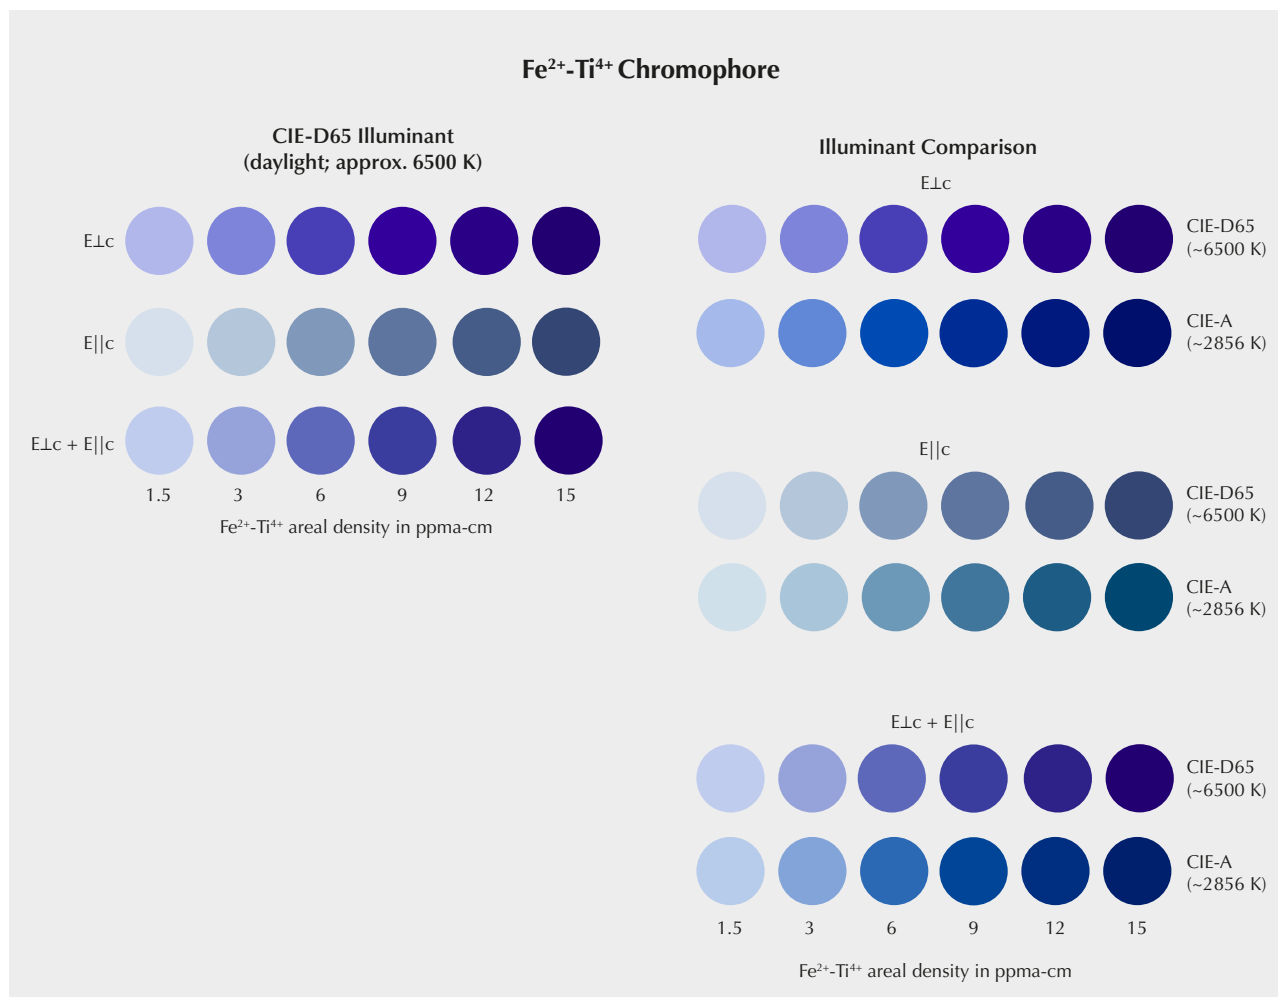 Fe²⁺-Ti⁴⁺ Chromophore
CIE-D65 Illuminant
(daylight; approx. 6500 K)
E⊥c
E||c
E⊥c + E||c
1.5 3 6 9 12 15
Fe²⁺-Ti⁴⁺ areal density in ppma-cm
Illuminant Comparison
E⊥c
CIE-D65
(~6500 K)
CIE-A
(~2856 K)
E||c
CIE-D65
(~6500 K)
CIE-A
(~2856 K)
E⊥c + E||c
CIE-D65
(~6500 K)
CIE-A
(~2856 K)
1.5 3 6 9 12 15
Fe²⁺-Ti⁴⁺ areal density in ppma-cm